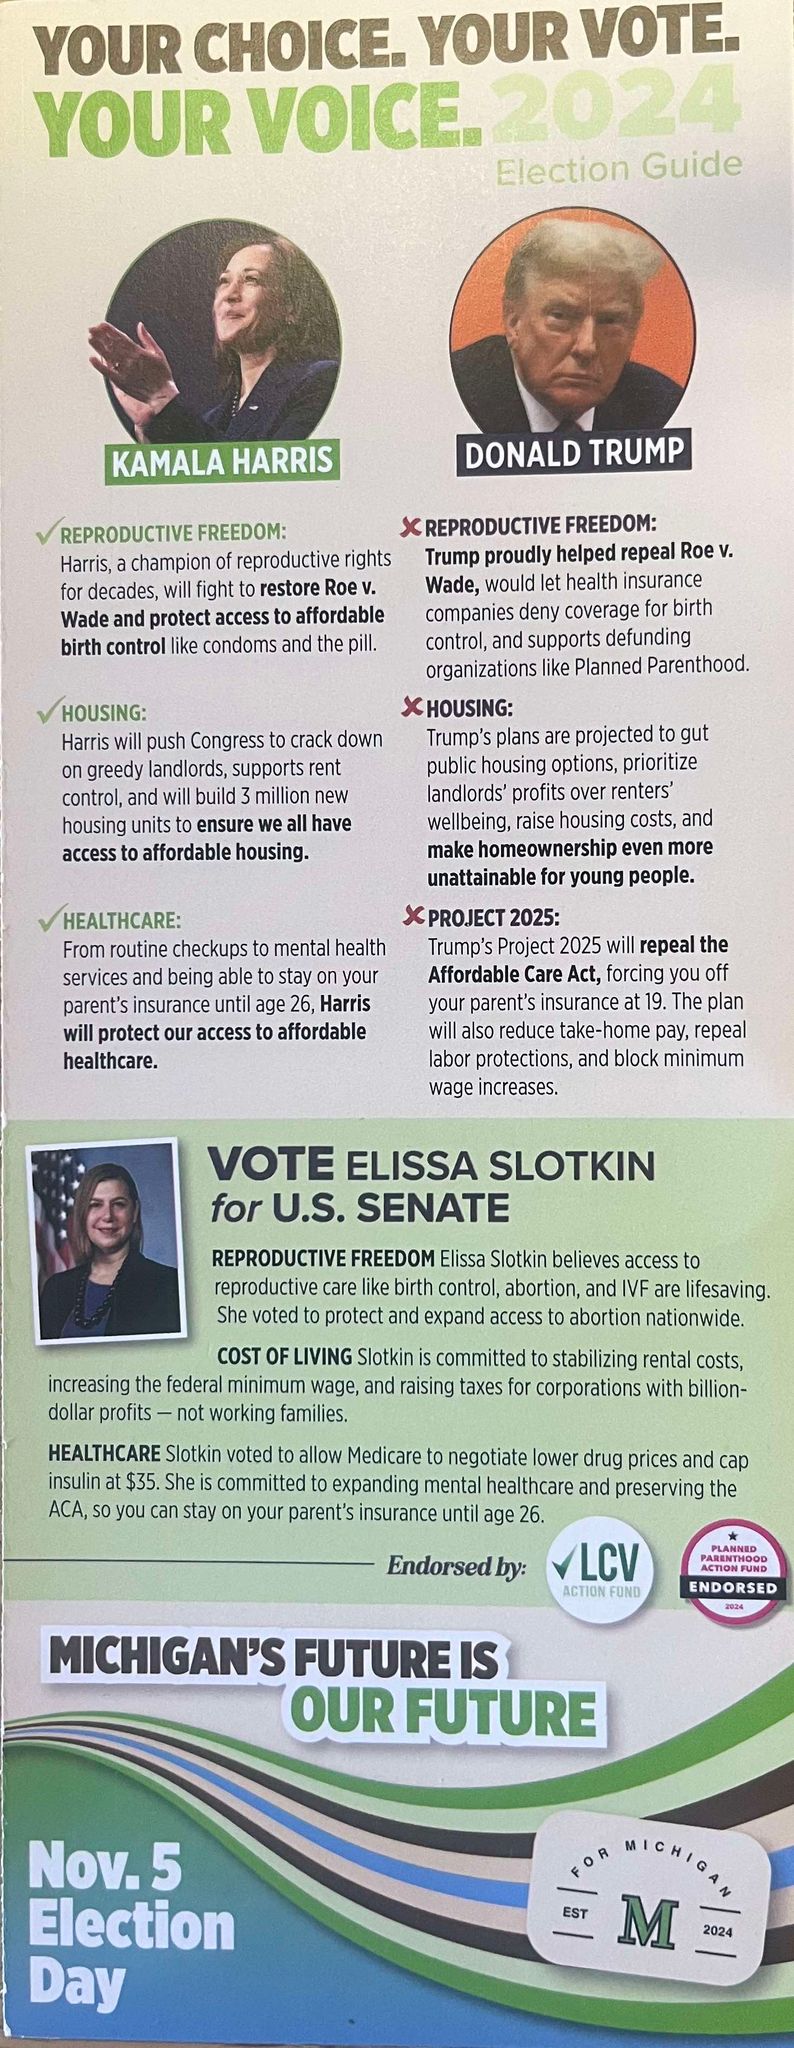 YOUR CHOICE. YOUR VOTE.
YOUR VOICE. 2024
Election Guide
KAMALA HARRIS
REPRODUCTIVE FREEDOM:
Harris, a champion of reproductive rights
for decades, will fight to restore Roe v.
Wade and protect access to affordable
birth control like condoms and the pill.
HOUSING:
Harris will push Congress to crack down
on greedy landlords, supports rent
control, and will build 3 million new
housing units to ensure we all have
access to affordable housing.
HEALTHCARE:
From routine checkups to mental health
services and being able to stay on your
parent's insurance until age 26, Harris
will protect our access to affordable
healthcare.
DONALD TRUMP
REPRODUCTIVE FREEDOM:
Trump proudly helped repeal Roe v.
Wade, would let health insurance
companies deny coverage for birth
control, and supports defunding
organizations like Planned Parenthood.
HOUSING:
Trump's plans are projected to gut
public housing options, prioritize
landlords' profits over renters'
wellbeing, raise housing costs, and
make homeownership even more
unattainable for young people.
PROJECT 2025:
Trump's Project 2025 will repeal the
Affordable Care Act, forcing you off
your parent's insurance at 19. The plan
will also reduce take-home pay, repeal
labor protections, and block minimum
wage increases.
VOTE ELISSA SLOTKIN
for U.S. SENATE
REPRODUCTIVE FREEDOM Elissa Slotkin believes access to
reproductive care like birth control, abortion, and IVF are lifesaving.
She voted to protect and expand access to abortion nationwide.
COST OF LIVING Slotkin is committed to stabilizing rental costs,
increasing the federal minimum wage, and raising taxes for corporations with billion-
dollar profits — not working families.
HEALTHCARE Slotkin voted to allow Medicare to negotiate lower drug prices and cap
insulin at $35. She is committed to expanding mental healthcare and preserving the
ACA, so you can stay on your parent's insurance until age 26.
Endorsed by:
LCV
ACTION FUND
PLANNED
PARENTHOOD
ACTION FUND
ENDORSED
2024
MICHIGAN'S FUTURE IS
OUR FUTURE
Nov. 5
Election
Day
FOR MICHIGAN
EST M 2024